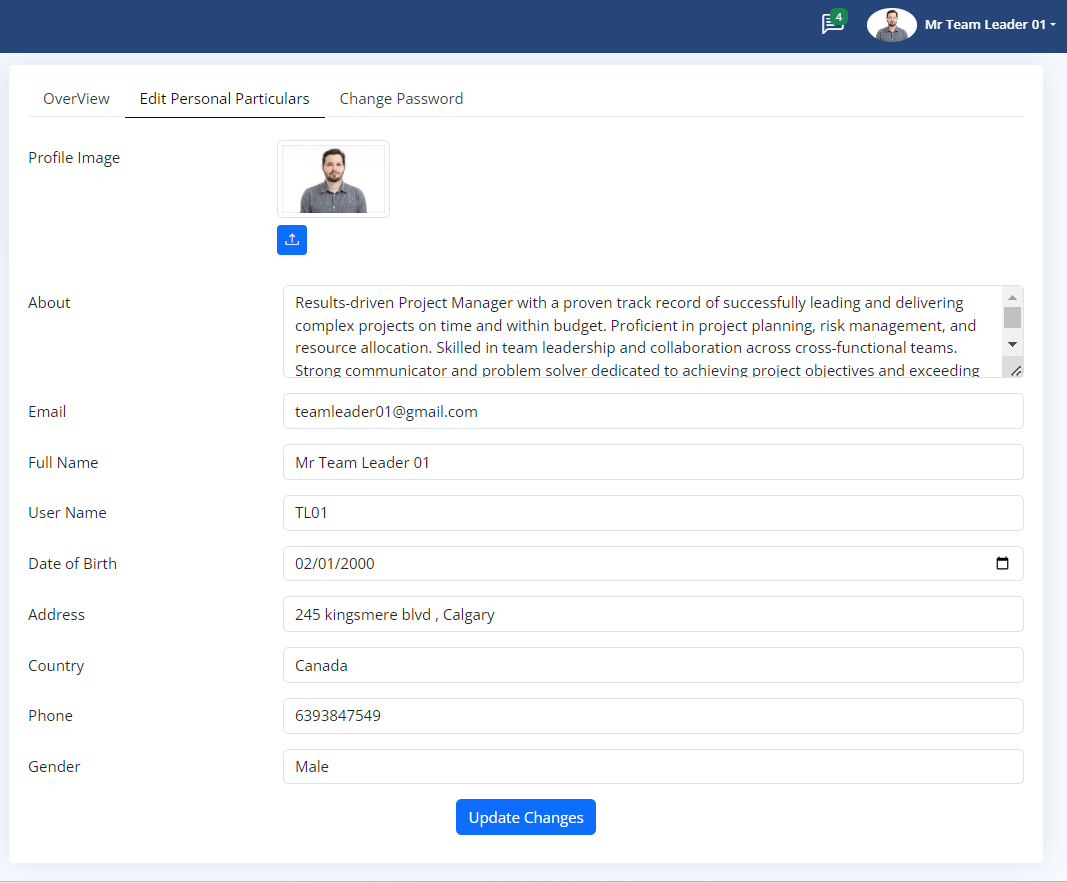 4
Mr Team Leader 01
OverView
Edit Personal Particulars
Change Password
Profile Image
About
Results-driven Project Manager with a proven track record of successfully leading and delivering
complex projects on time and within budget. Proficient in project planning, risk management, and
resource allocation. Skilled in team leadership and collaboration across cross-functional teams.
Strong communicator and problem solver dedicated to achieving project objectives and exceeding
Email
teamleader01@gmail.com
Full Name
Mr Team Leader 01
User Name
TL01
Date of Birth
02/01/2000
Address
245 kingsmere blvd , Calgary
Country
Canada
Phone
6393847549
Gender
Male
Update Changes